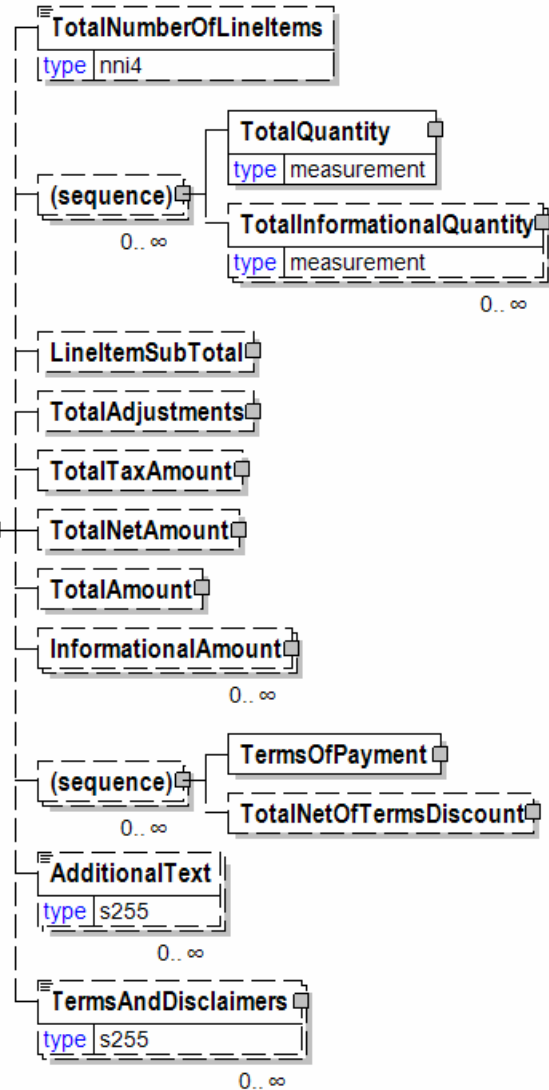 TotalNumberOfLineItems
type nni4
TotalQuantity
type measurement
(sequence)
0.. ∞
TotalInformationalQuantity
type measurement
0.. ∞
LineItemSubTotal
TotalAdjustments
TotalTaxAmount
TotalNetAmount
TotalAmount
InformationalAmount
0.. ∞
TermsOfPayment
(sequence)
0.. ∞
TotalNetOfTermsDiscount
AdditionalText
type s255
0.. ∞
TermsAndDisclaimers
type s255
0.. ∞